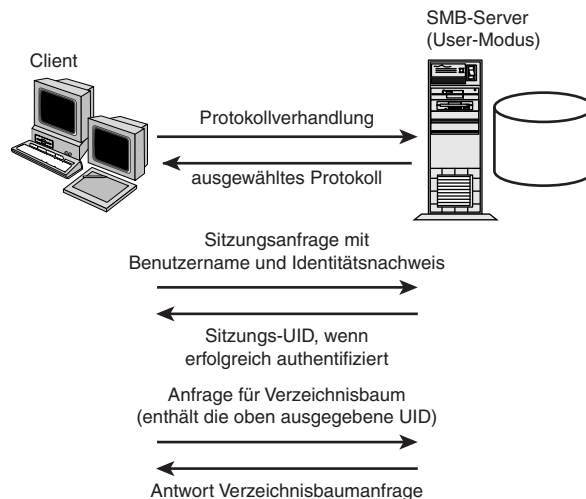 SMB-Server
(User-Modus)
Client
Protokollverhandlung
ausgewähltes Protokoll
Sitzungsanfrage mit
Benutzername und Identitätsnachweis
Sitzungs-UID, wenn
erfolgreich authentifiziert
Anfrage für Verzeichnisbaum
(enthält die oben ausgegebene UID)
Antwort Verzeichnisbaumanfrage